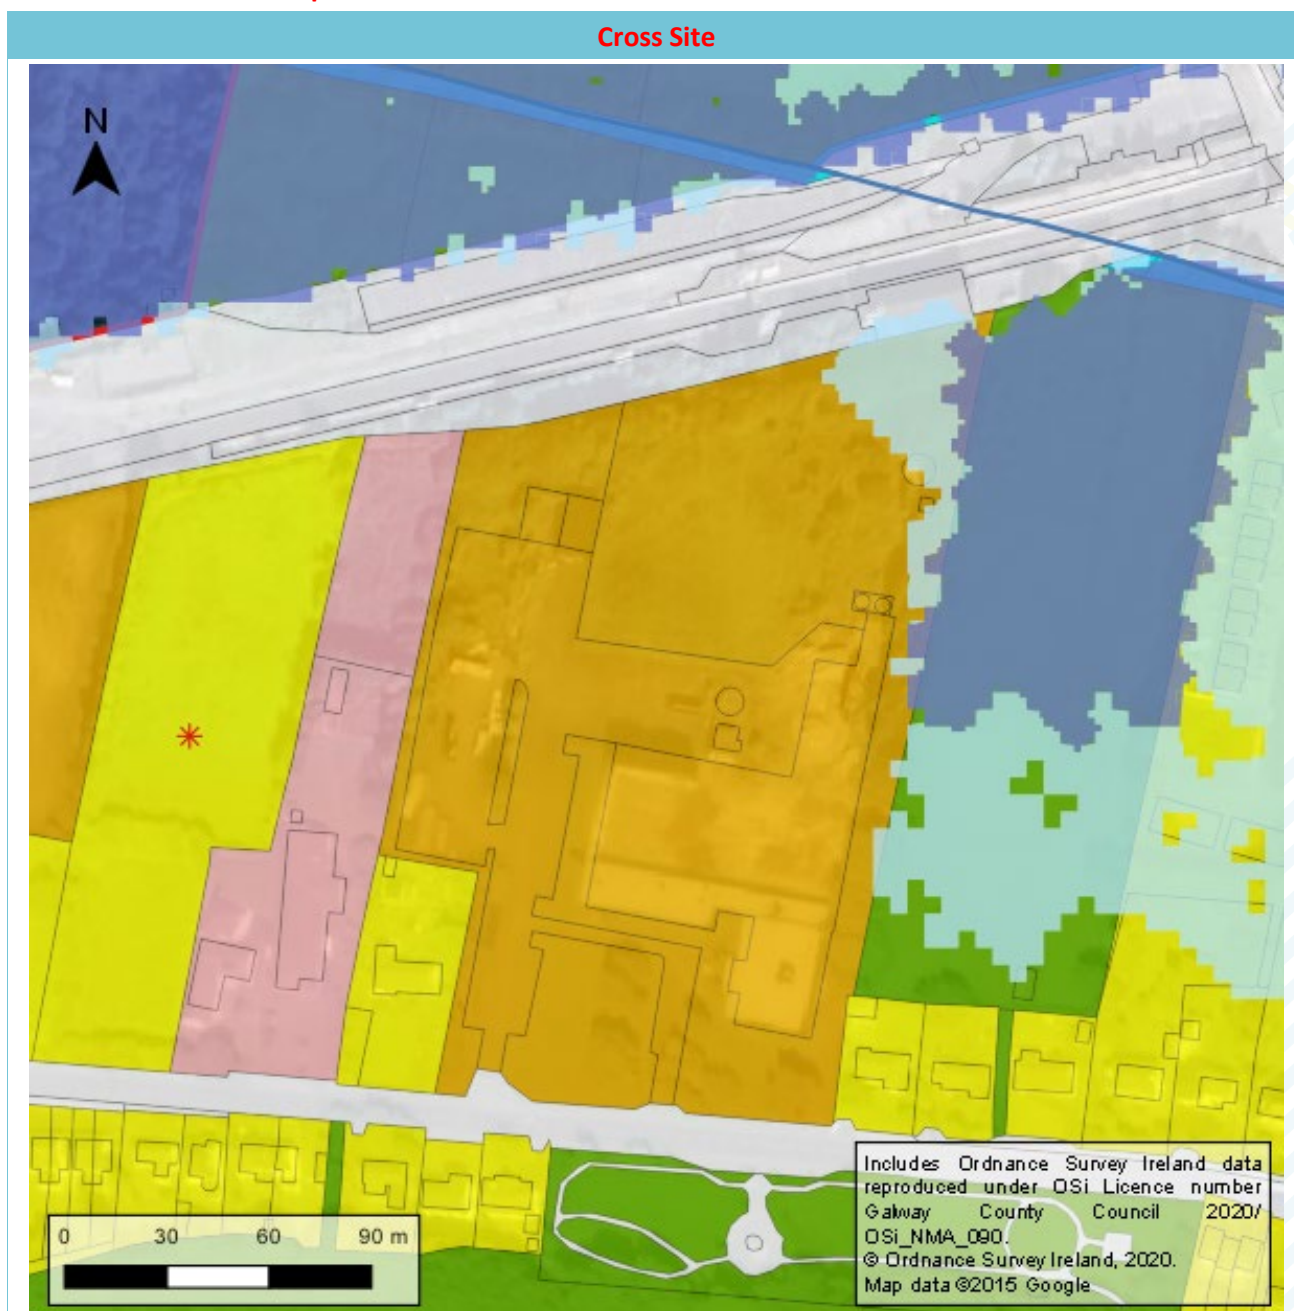 Cross Site
N
0 30 60 90 m
Includes Ordnance Survey Ireland data
reproduced under OSi Licence number
Galway County Council 2020/
OSi_NMA_090.
© Ordnance Survey Ireland, 2020.
Map data ©2015 Google